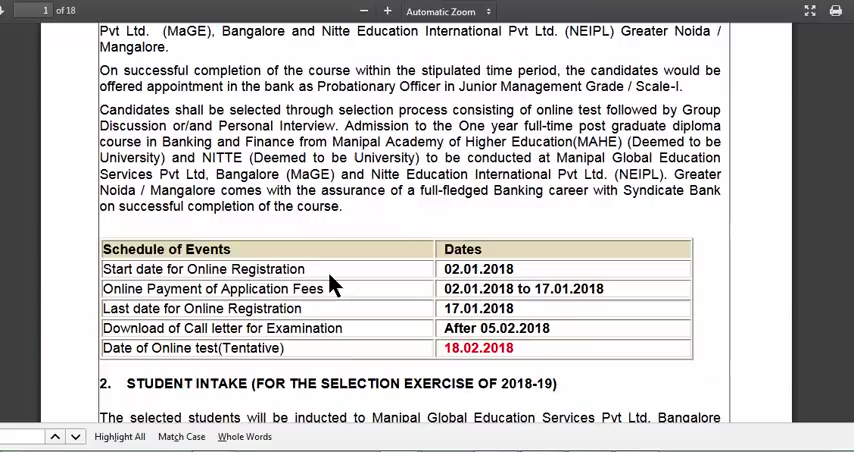 1 of 18 Automatic Zoom
Pvt Ltd. (MaGE), Bangalore and Nitte Education International Pvt Ltd. (NEIPL) Greater Noida /
Mangalore.
On successful completion of the course within the stipulated time period, the candidates would be
offered appointment in the bank as Probationary Officer in Junior Management Grade / Scale-I.
Candidates shall be selected through selection process consisting of online test followed by Group
Discussion or/and Personal Interview. Admission to the One year full-time post graduate diploma
course in Banking and Finance from Manipal Academy of Higher Education(MAHE) (Deemed to be
University) and NITTE (Deemed to be University) to be conducted at Manipal Global Education
Services Pvt Ltd, Bangalore (MaGE) and Nitte Education International Pvt Ltd. (NEIPL). Greater
Noida / Mangalore comes with the assurance of a full-fledged Banking career with Syndicate Bank
on successful completion of the course.
Schedule of Events Dates
Start date for Online Registration 02.01.2018
Online Payment of Application Fees 02.01.2018 to 17.01.2018
Last date for Online Registration 17.01.2018
Download of Call letter for Examination After 05.02.2018
Date of Online test(Tentative) 18.02.2018
2. STUDENT INTAKE (FOR THE SELECTION EXERCISE OF 2018-19)
The selected students will be inducted to Manipal Global Education Services Pvt Ltd, Bangalore
Highlight All Match Case Whole Words